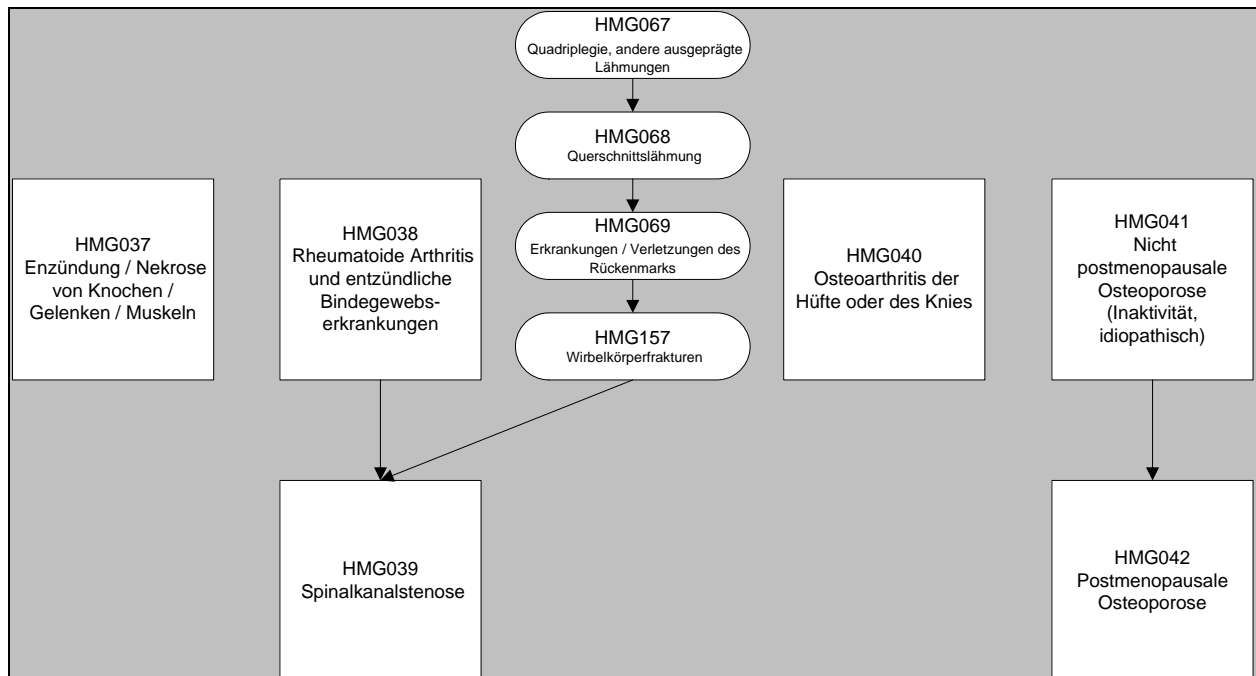 HMG067
Quadriplegie, andere ausgeprägte
Lähmungen
HMG068
Querschnittslähmung
HMG037
Enzündung / Nekrose
von Knochen /
Gelenken / Muskeln
HMG038
Rheumatoide Arthritis
und entzündliche
Bindegewebs-
erkrankungen
HMG069
Erkrankungen / Verletzungen des
Rückenmarks
HMG157
Wirbelkörperfrakturen
HMG040
Osteoarthritis der
Hüfte oder des Knies
HMG041
Nicht
postmenopausale
Osteoporose
(Inaktivität,
idiopathisch)
HMG039
Spinalkanalstenose
HMG042
Postmenopausale
Osteoporose